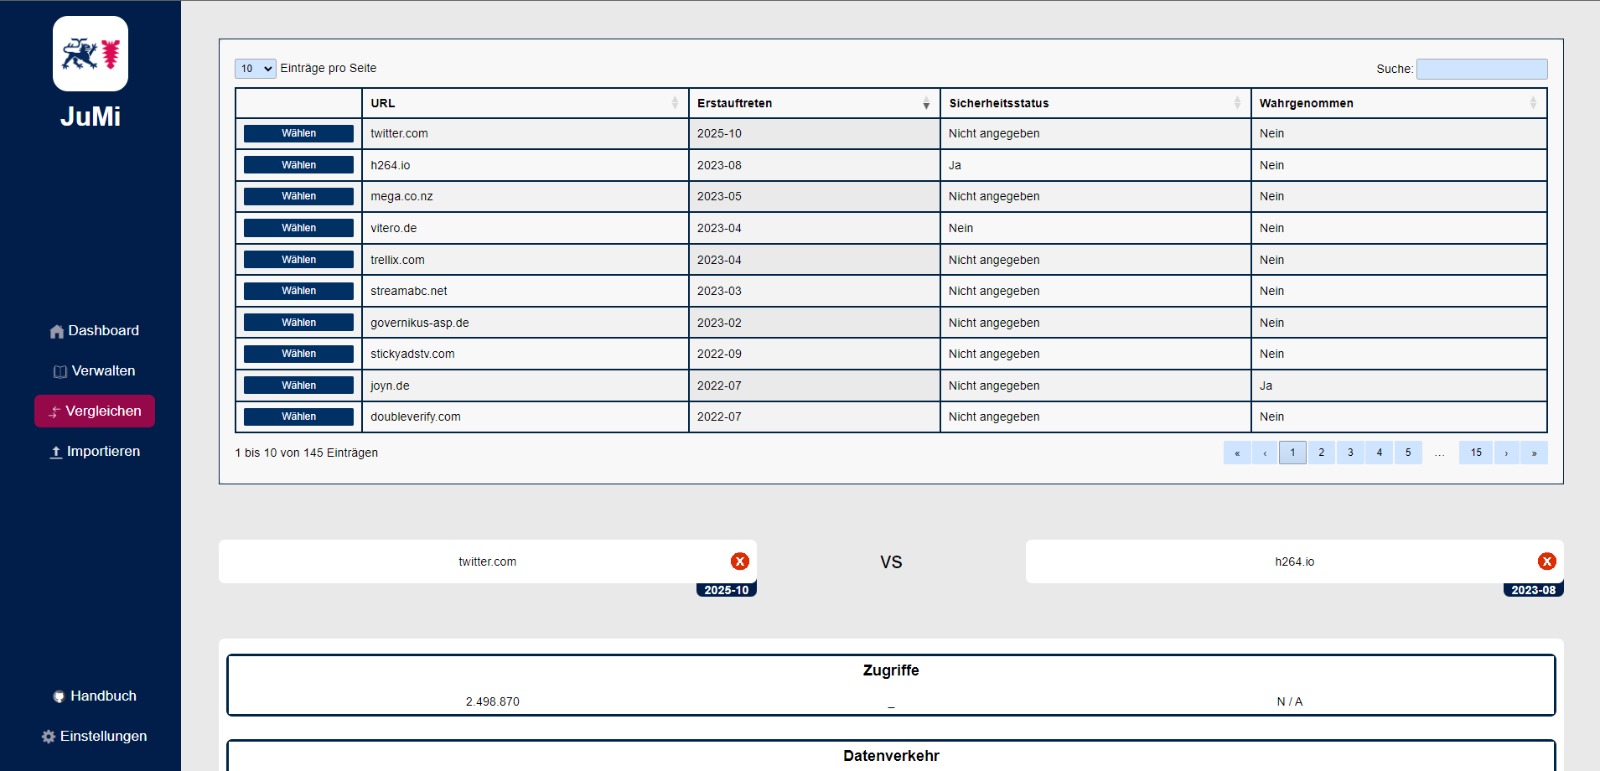 JuMi
Dashboard
Verwalten
Vergleichen
Importieren
Handbuch
Einstellungen
10 Einträge pro Seite Suche:
URL Erstauftreten Sicherheitsstatus Wahrgenommen
Wählen twitter.com 2025-10 Nicht angegeben Nein
Wählen h264.io 2023-08 Ja Nein
Wählen mega.co.nz 2023-05 Nicht angegeben Nein
Wählen vitero.de 2023-04 Nein Nein
Wählen trellix.com 2023-04 Nicht angegeben Nein
Wählen streamabc.net 2023-03 Nicht angegeben Nein
Wählen governikus-asp.de 2023-02 Nicht angegeben Nein
Wählen stickyadstv.com 2022-09 Nicht angegeben Nein
Wählen joyn.de 2022-07 Nicht angegeben Ja
Wählen doubleverify.com 2022-07 Nicht angegeben Nein
1 bis 10 von 145 Einträgen « ‹ 1 2 3 4 5 … 15 › »
twitter.com X VS h264.io X
2025-10 2023-08
Zugriffe
2.498.870 _ N / A
Datenverkehr